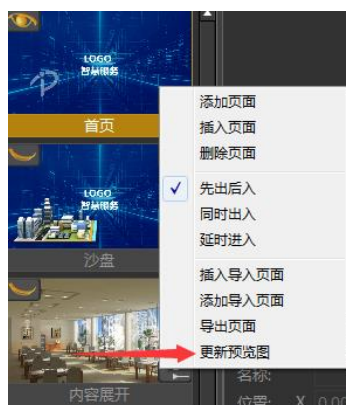 LOGO
智慧服务
首页
LOGO
智慧服务
沙盘
内容展开
添加页面
插入页面
删除页面
✓ 先出后入
同时出入
延时进入
插入导入页面
添加导入页面
导出页面
更新预览图
名称:
位置: X 0.00